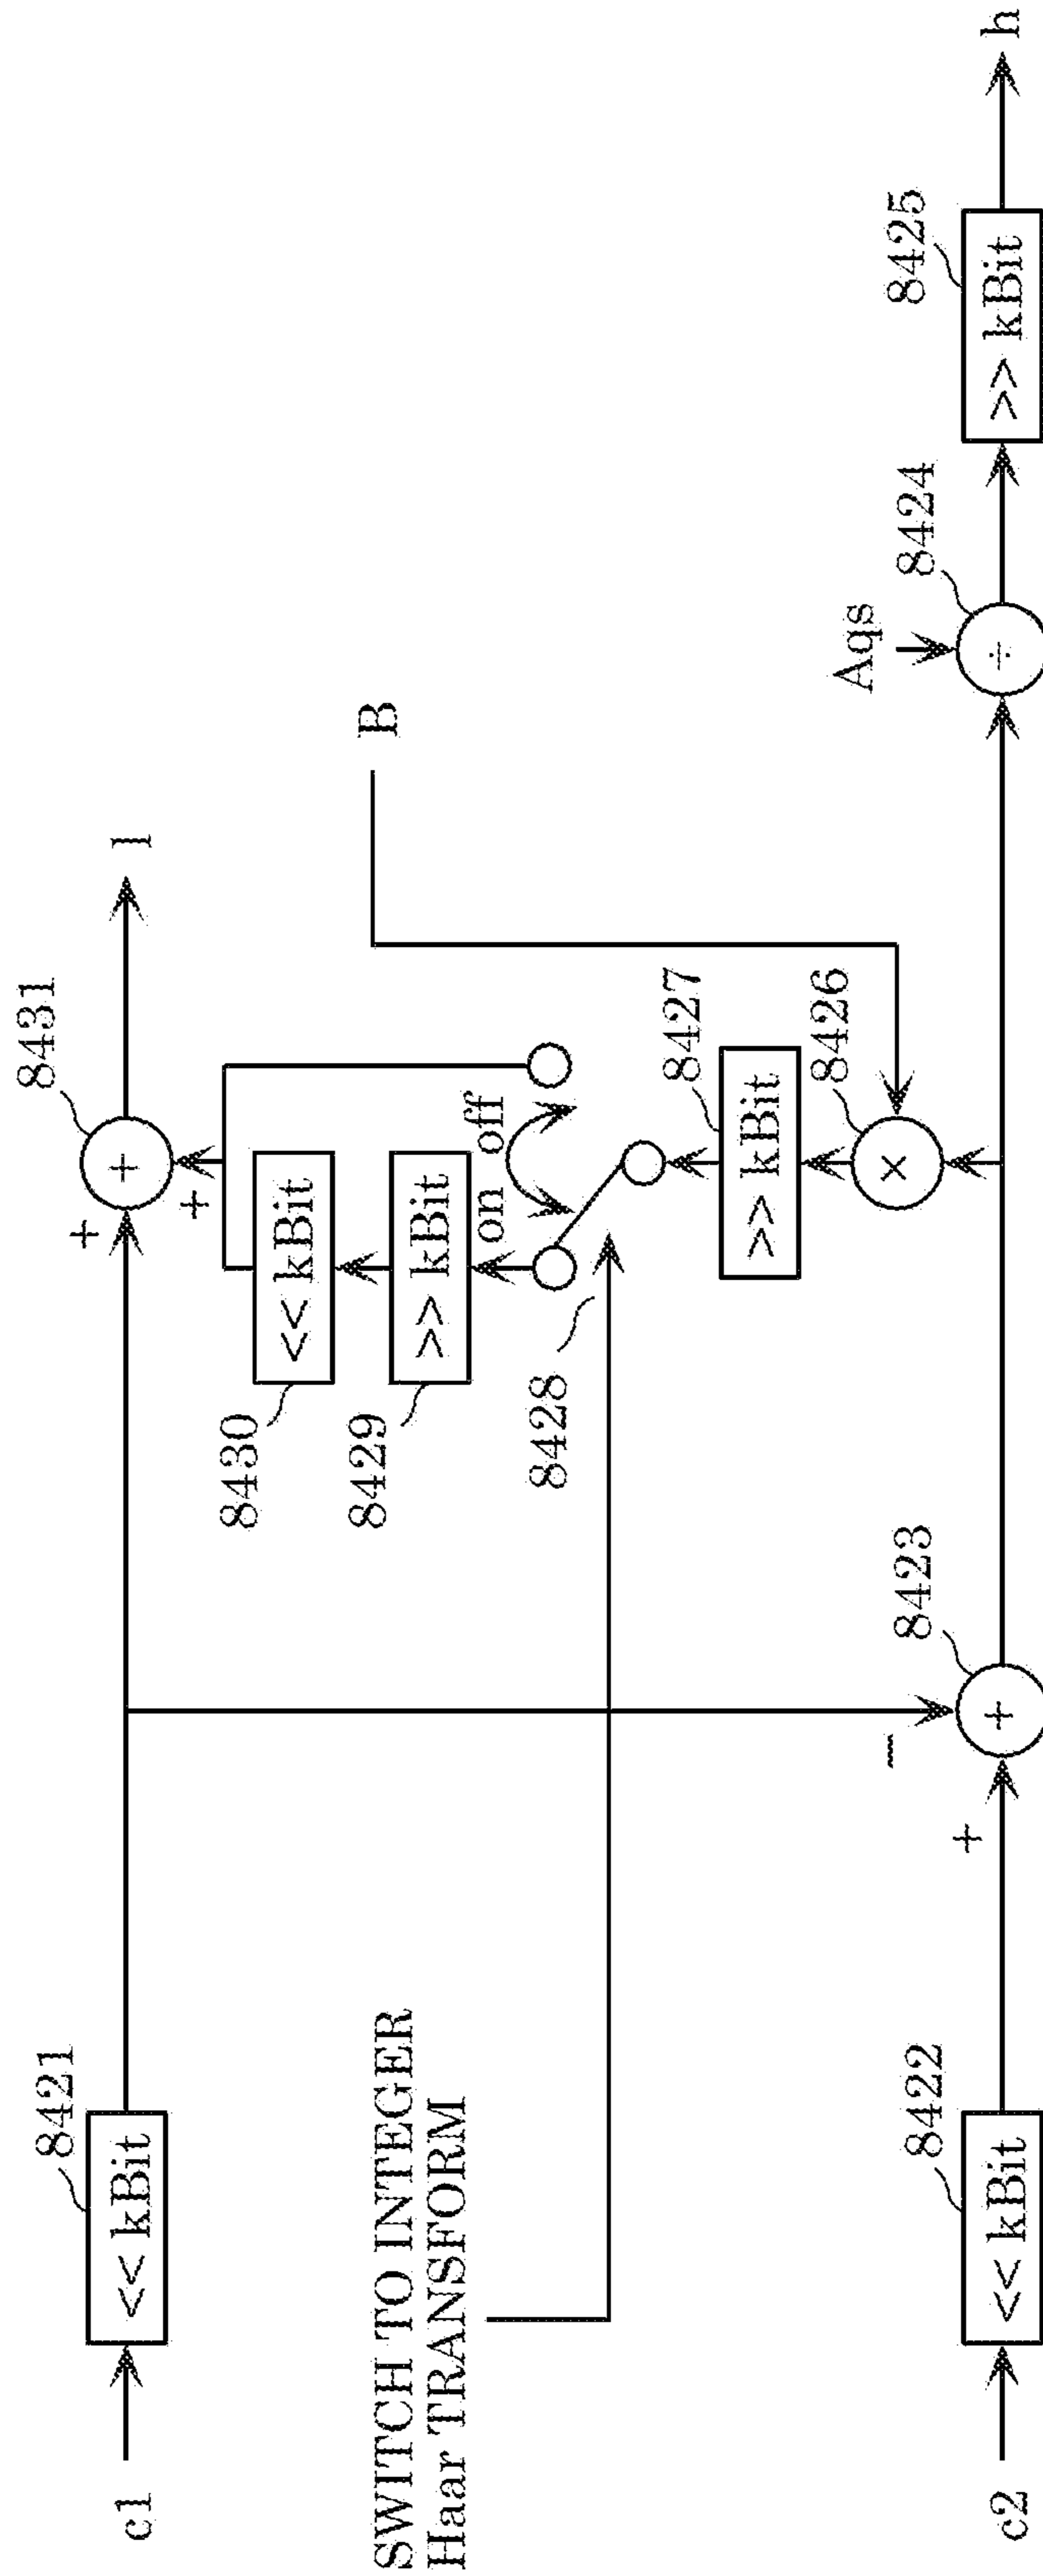 c1
<< kBit
8421
+
+
+
8431
l
8430
<< kBit
8429
>> kBit
on off
8428
SWITCH TO INTEGER
Haar TRANSFORM
B
8427
>> kBit
8426
×
c2
<< kBit
8422
+
−
+
8423
Aqs
÷
8424
>> kBit
8425
h